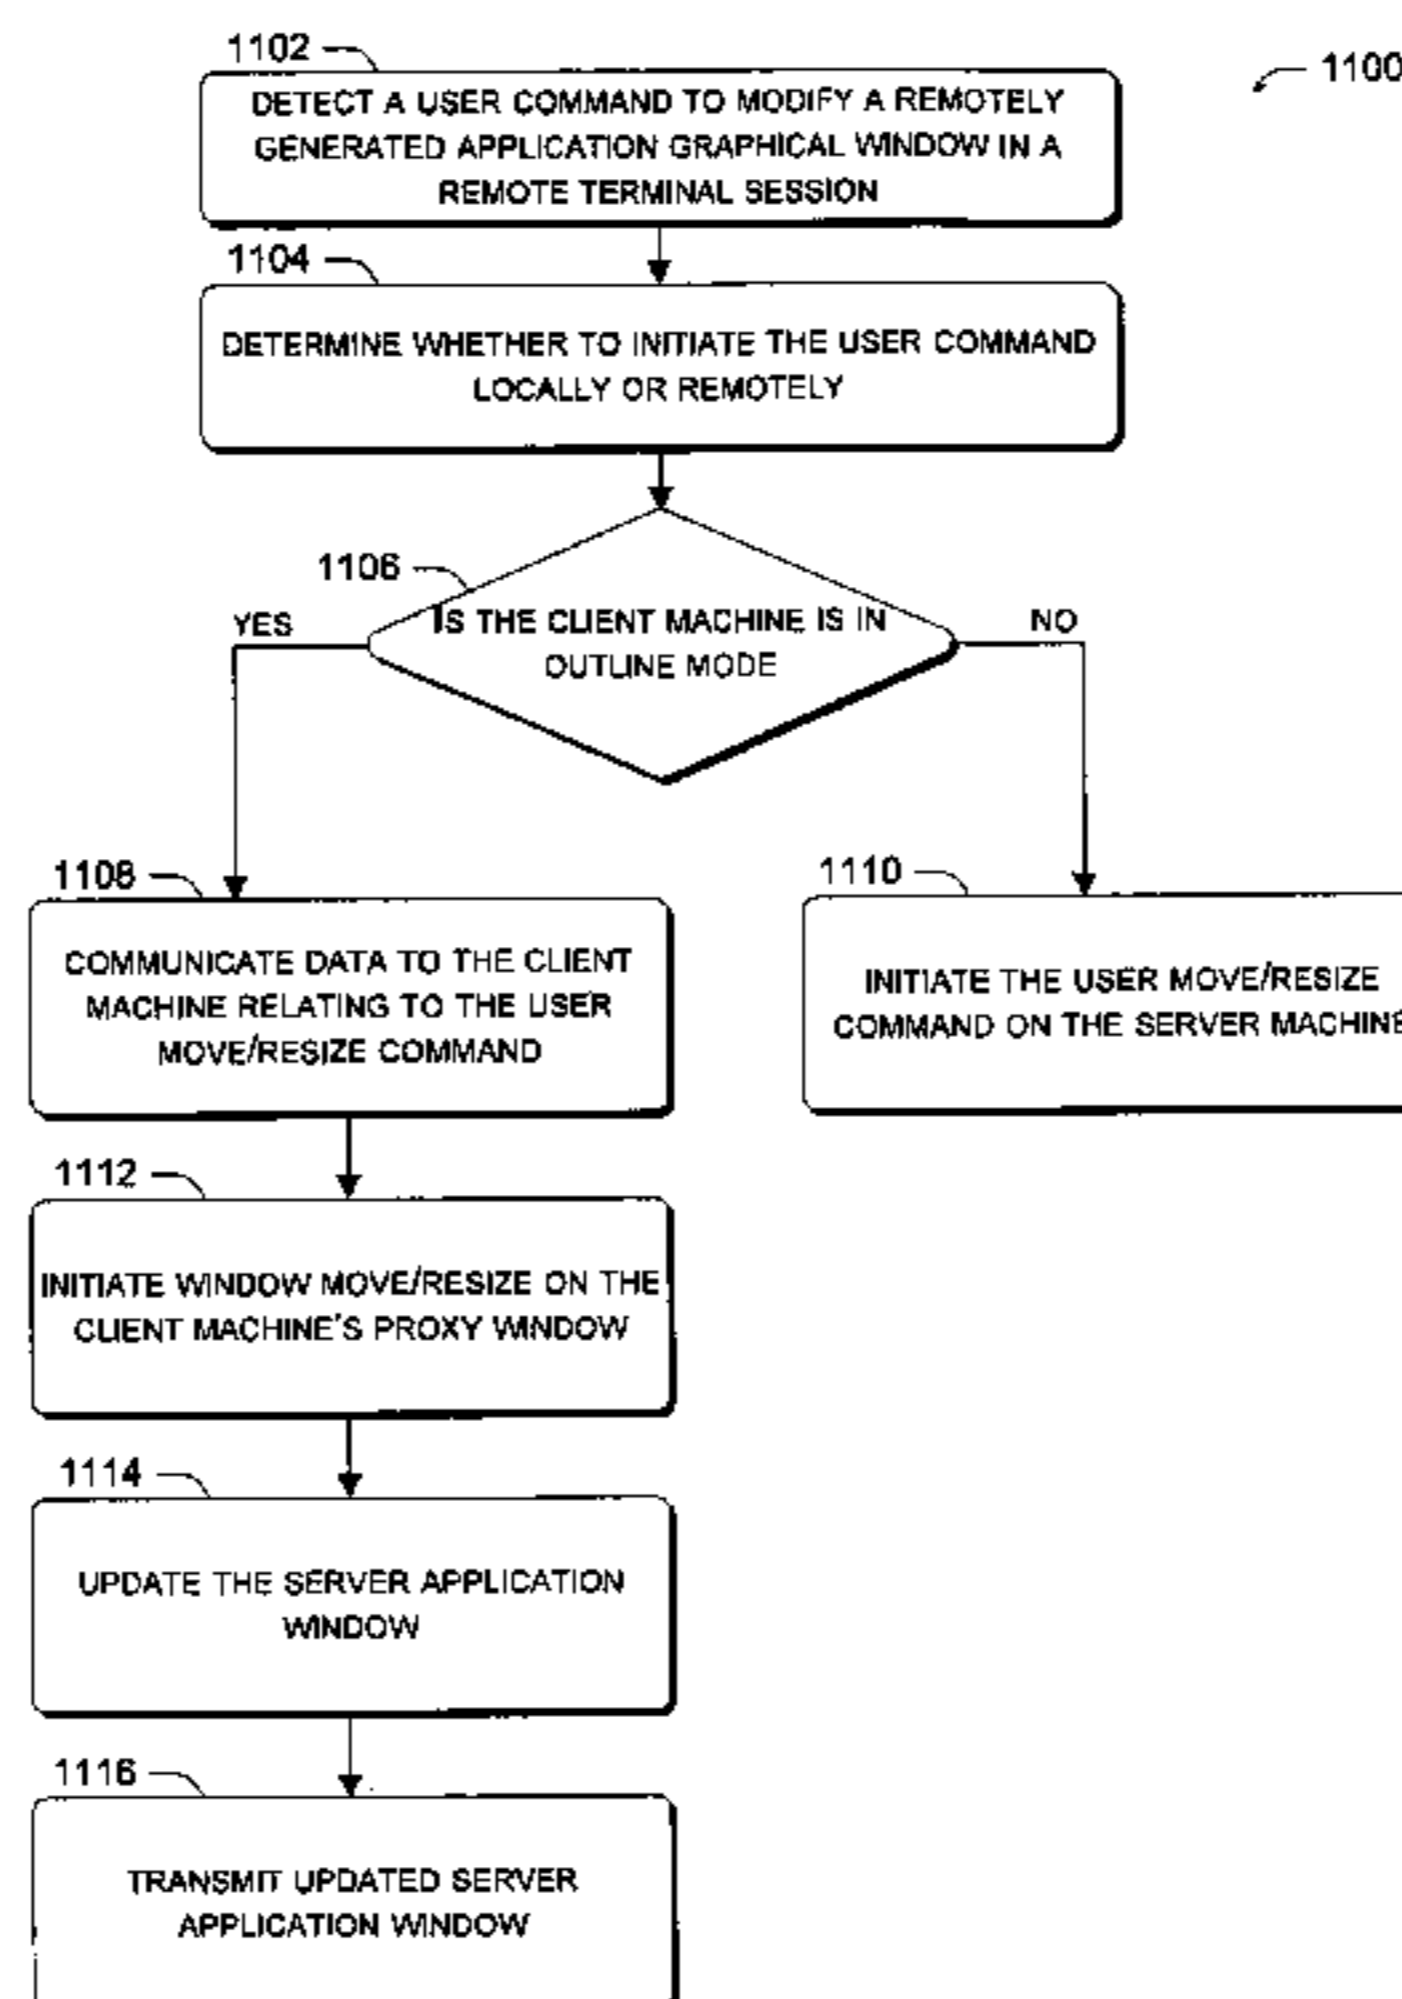 1102
1100
DETECT A USER COMMAND TO MODIFY A REMOTELY
GENERATED APPLICATION GRAPHICAL WINDOW IN A
REMOTE TERMINAL SESSION
1104
DETERMINE WHETHER TO INITIATE THE USER COMMAND
LOCALLY OR REMOTELY
1106
YES
IS THE CLIENT MACHINE IS IN
OUTLINE MODE
NO
1108
COMMUNICATE DATA TO THE CLIENT
MACHINE RELATING TO THE USER
MOVE/RESIZE COMMAND
1110
INITIATE THE USER MOVE/RESIZE
COMMAND ON THE SERVER MACHINE
1112
INITIATE WINDOW MOVE/RESIZE ON THE
CLIENT MACHINE'S PROXY WINDOW
1114
UPDATE THE SERVER APPLICATION
WINDOW
1116
TRANSMIT UPDATED SERVER
APPLICATION WINDOW